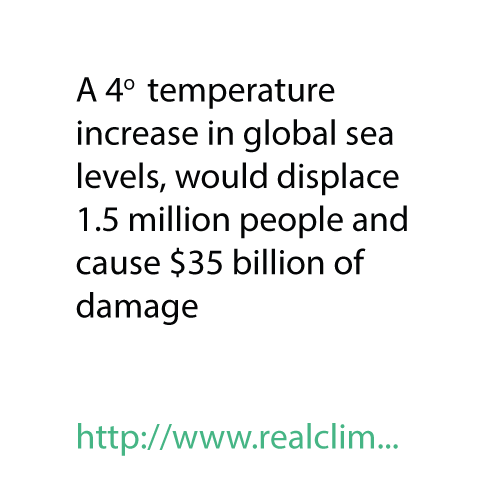 A 4º temperature
increase in global sea
levels, would displace
1.5 million people and
cause $35 billion of
damage
http://www.realclim...